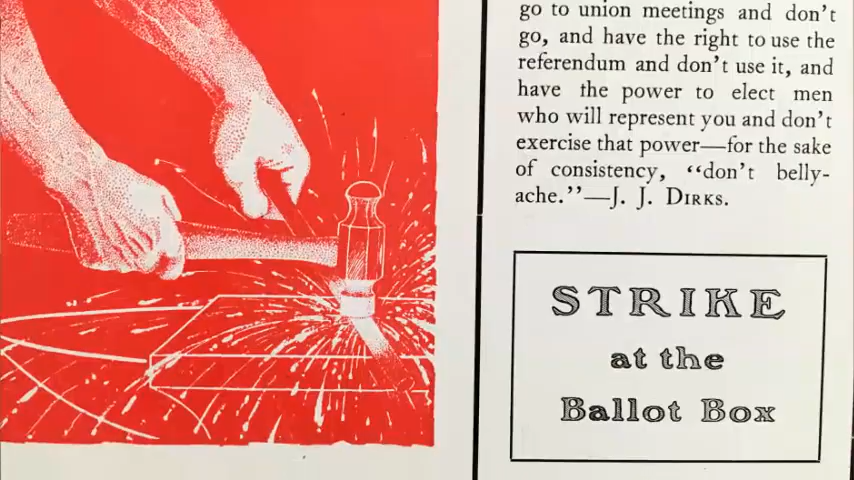 go to union meetings and don't
go, and have the right to use the
referendum and don't use it, and
have the power to elect men
who will represent you and don't
exercise that power—for the sake
of consistency, “don't belly-
ache.”—J. J. DIRKS.
STRIKE
at the
Ballot Box